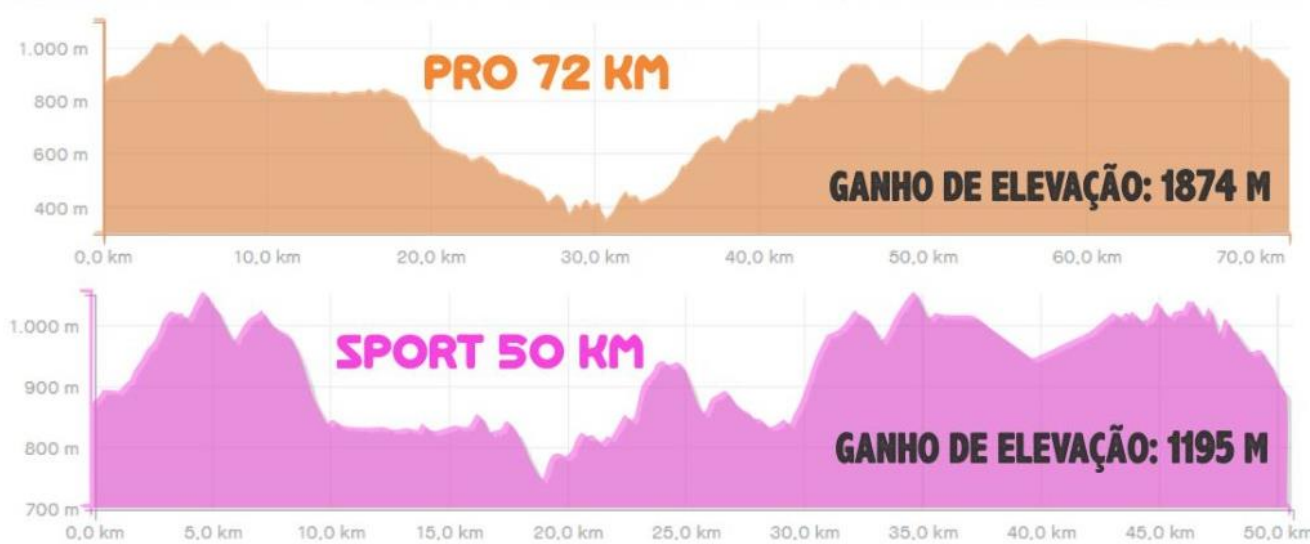 1.000 m
PRO 72 KM
800 m
600 m
GANHO DE ELEVAÇÃO: 1874 M
400 m
0,0 km 10,0 km 20,0 km 30,0 km 40,0 km 50,0 km 60,0 km 70,0 km
1.000 m
SPORT 50 KM
900 m
800 m
GANHO DE ELEVAÇÃO: 1195 M
700 m
0,0 km 5,0 km 10,0 km 15,0 km 20,0 km 25,0 km 30,0 km 35,0 km 40,0 km 45,0 km 50,0 km